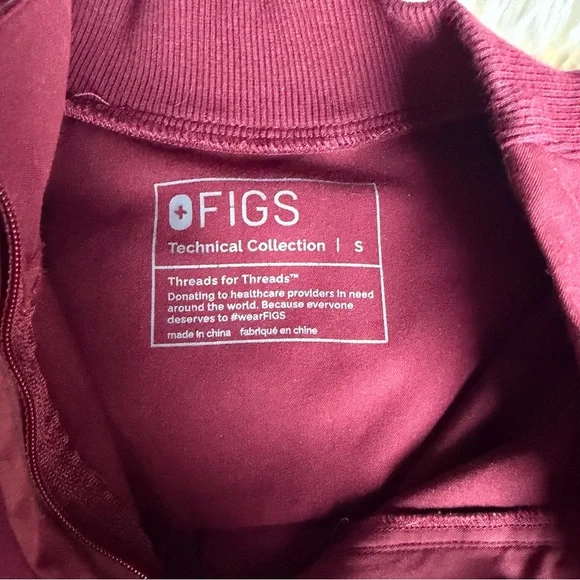 FIGS
Technical Collection | S
Threads for Threads™
Donating to healthcare providers in need
around the world. Because everyone
deserves to #wearFIGS
made in china fabriqué en chine